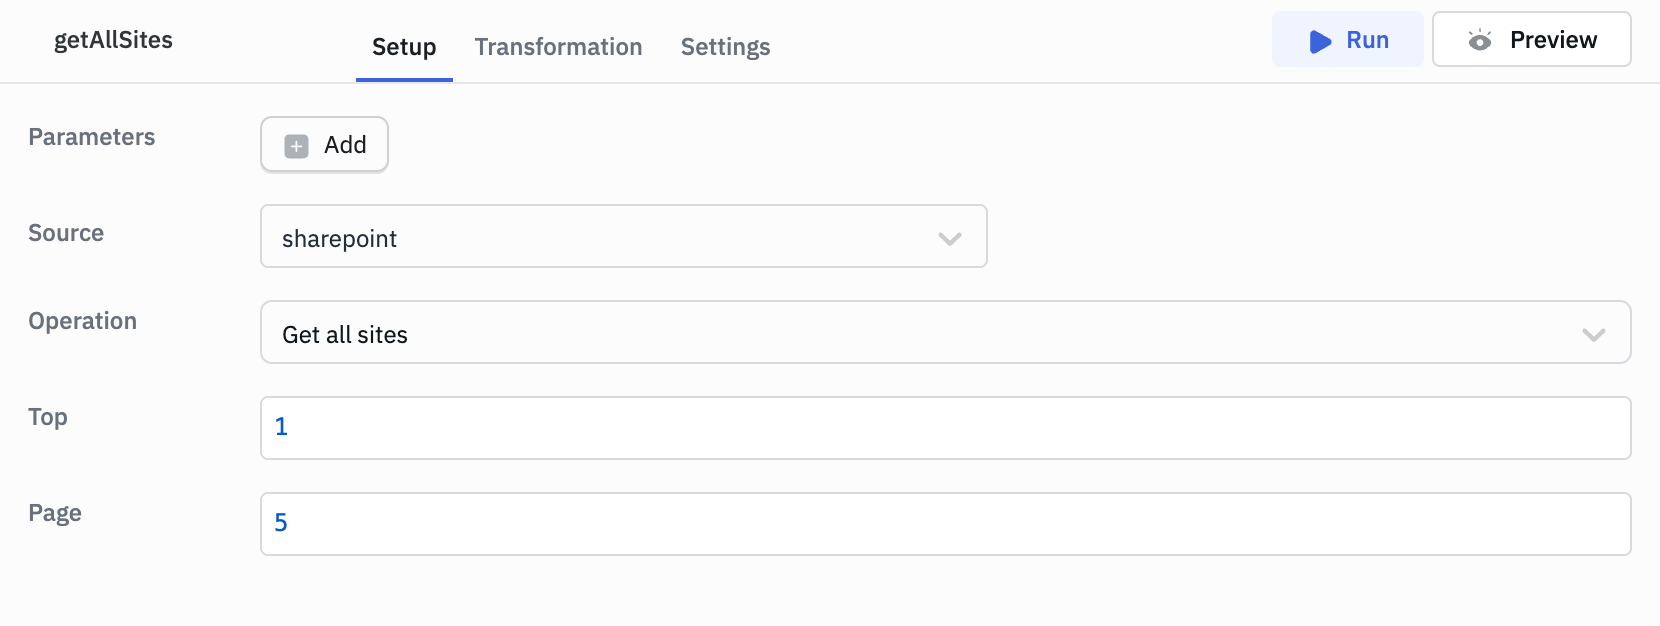 getAllSites
Setup Transformation Settings
Run
Preview
Parameters
Add
Source
sharepoint
Operation
Get all sites
Top
1
Page
5